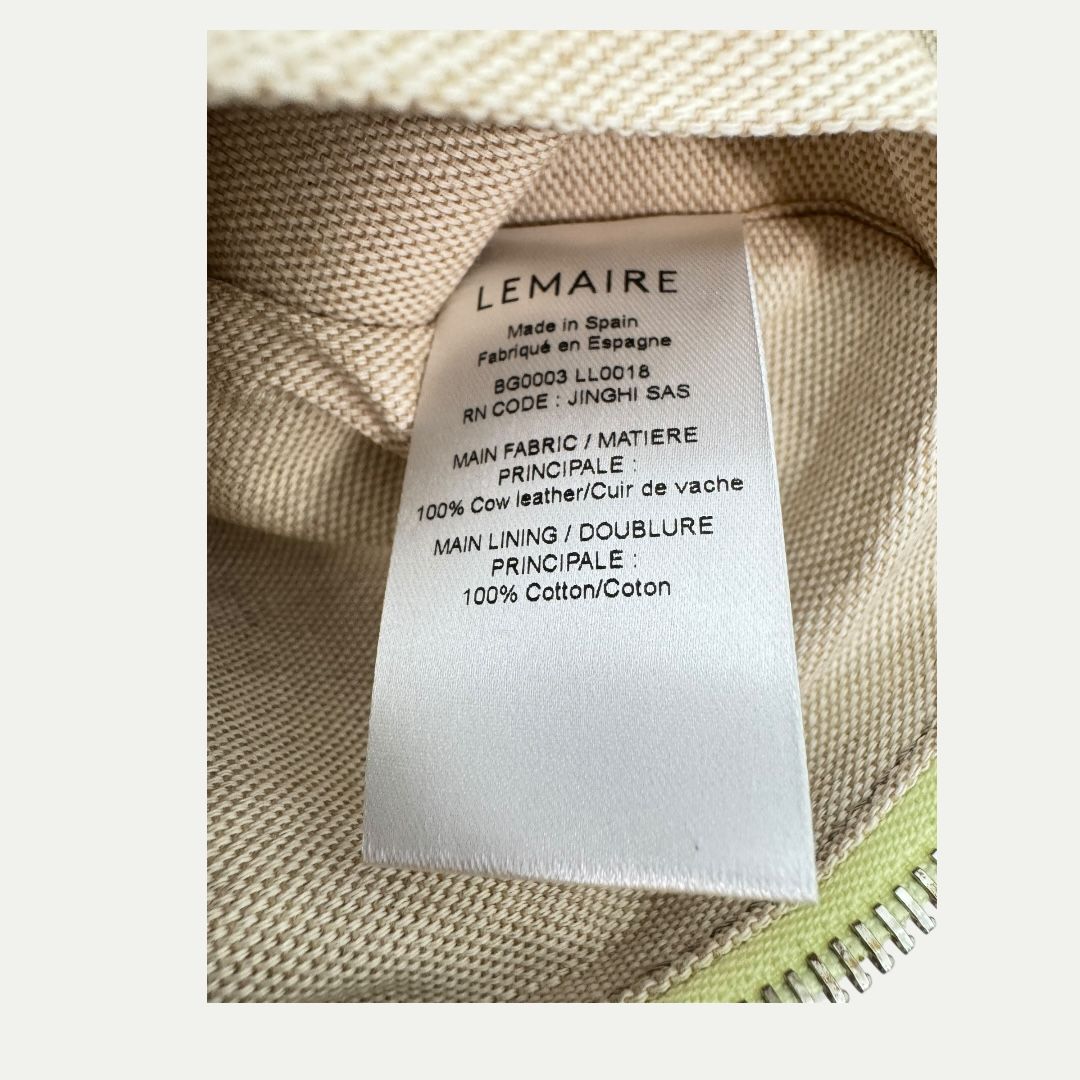 LEMAIRE
Made in Spain
Fabriqué en Espagne
BG0003 LL0018
RN CODE : JINGHI SAS
MAIN FABRIC / MATIERE
PRINCIPALE :
100% Cow leather/Cuir de vache
MAIN LINING / DOUBLURE
PRINCIPALE :
100% Cotton/Coton